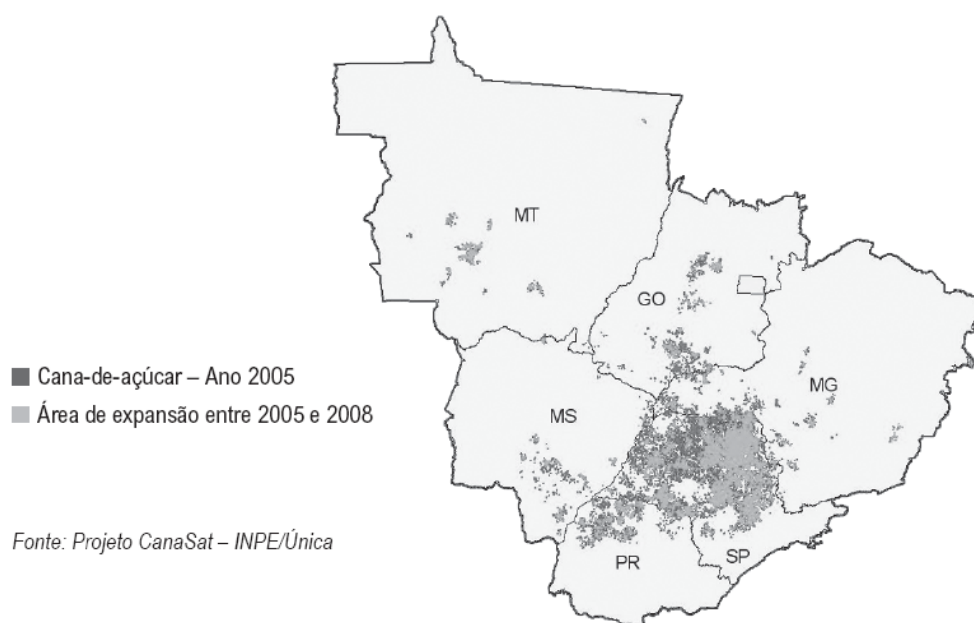 MT
GO
Cana-de-açúcar – Ano 2005
Área de expansão entre 2005 e 2008
MG
MS
Fonte: Projeto CanaSat – INPE/Única
PR
SP